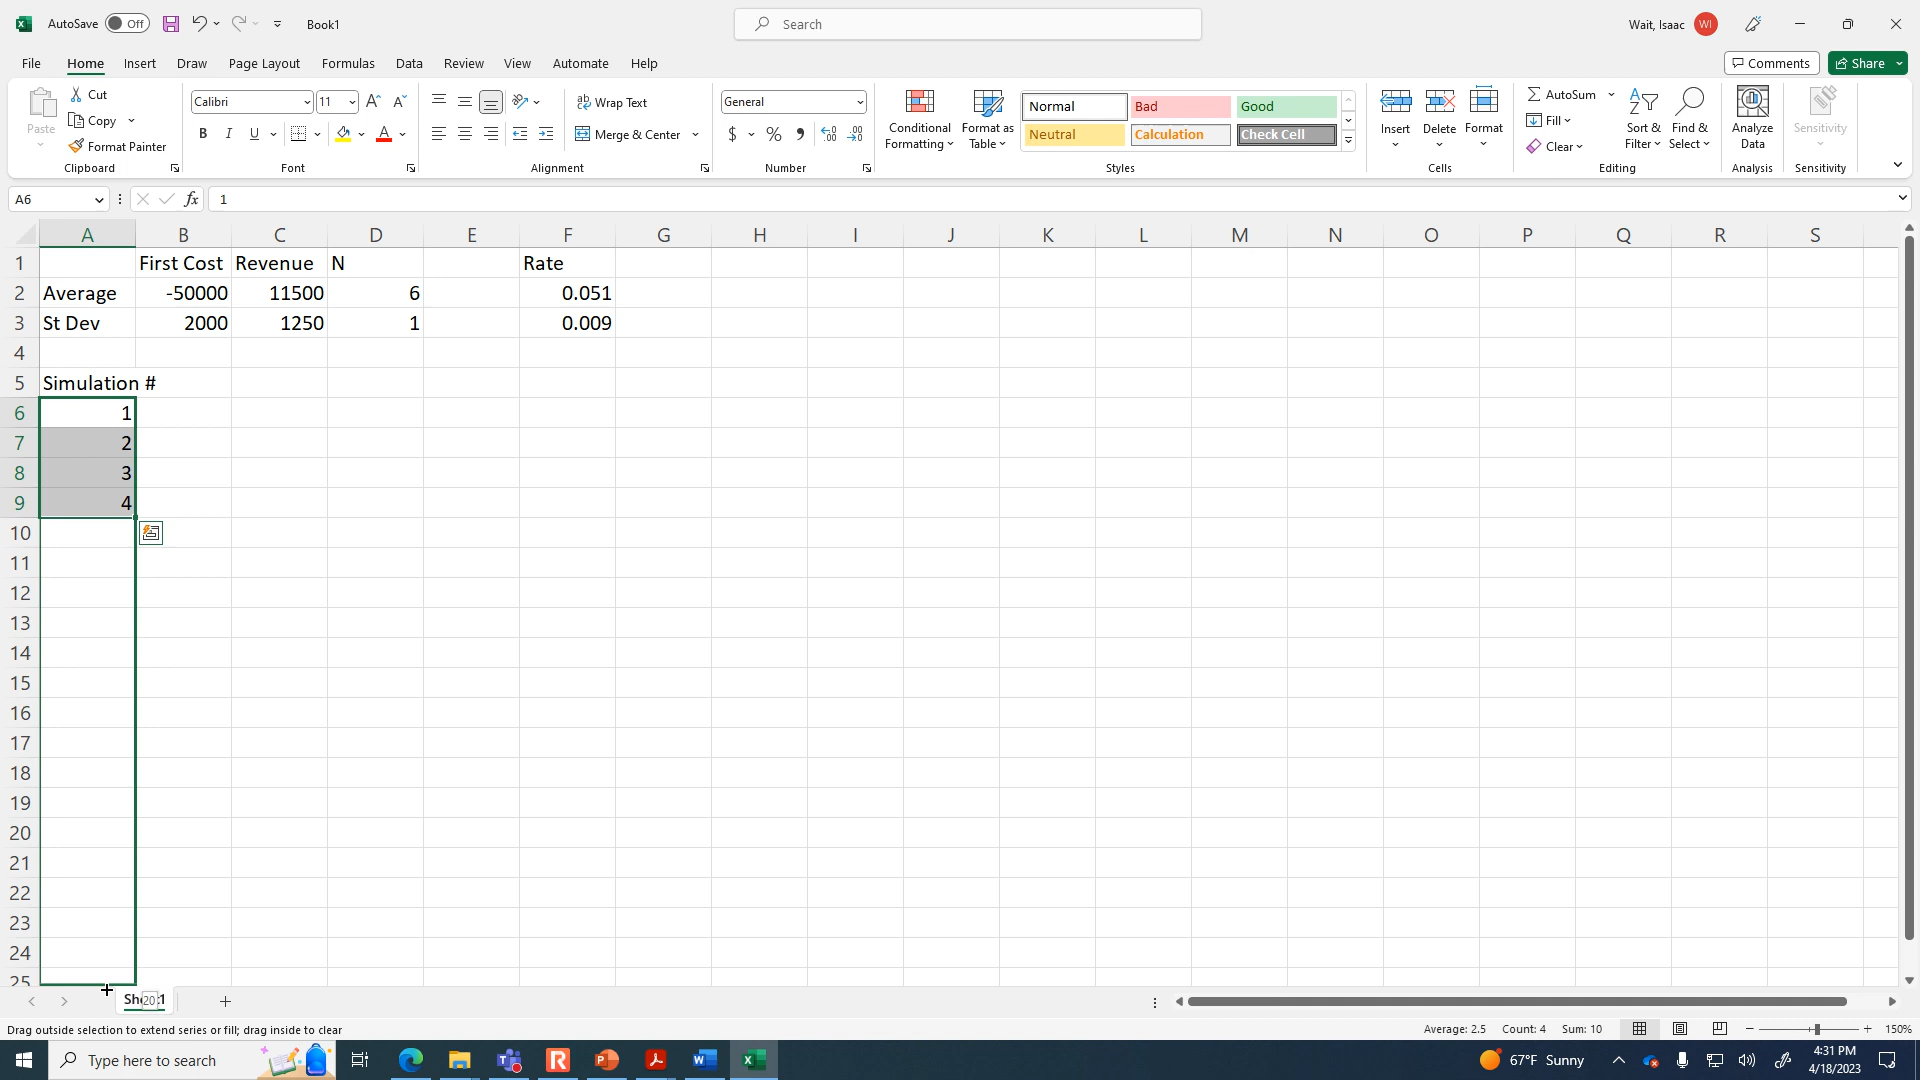 AutoSave Off Book1 Search Wait, Isaac WI
File Home Insert Draw Page Layout Formulas Data Review View Automate Help Comments Share
Paste Cut Copy Format Painter Clipboard
Calibri 11 B I U Font
Wrap Text Merge & Center Alignment
General $ % Number
Conditional Formatting Format as Table Normal Bad Good Neutral Calculation Check Cell Styles
Insert Delete Format Cells
AutoSum Fill Clear Sort & Filter Find & Select Editing
Analyze Data Analysis
Sensitivity Sensitivity
A6 fx 1
A B C D E F G H I J K L M N O P Q R S
1 First Cost Revenue N Rate
2 Average -50000 11500 6 0.051
3 St Dev 2000 1250 1 0.009
4
5 Simulation #
6 1
7 2
8 3
9 4
10
11
12
13
14
15
16
17
18
19
20
21
22
23
24
25
20
Drag outside selection to extend series or fill; drag inside to clear Average: 2.5 Count: 4 Sum: 10 150%
Type here to search 67°F Sunny 4:31 PM
4/18/2023